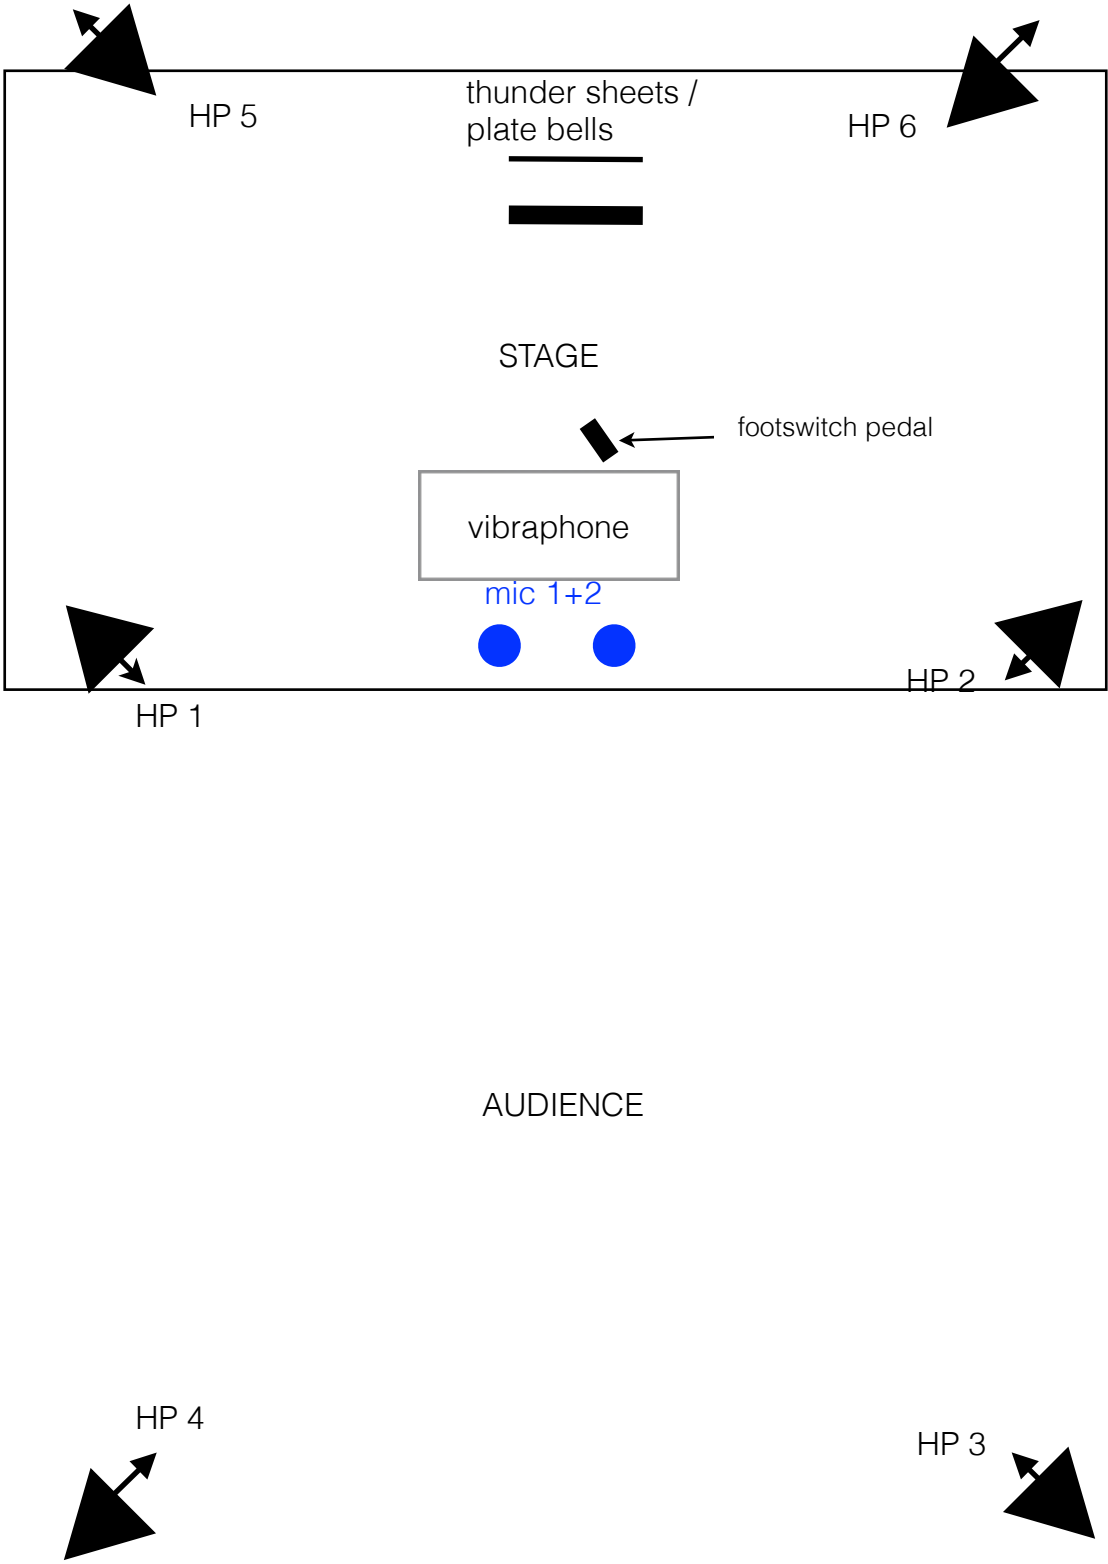 thunder sheets /
plate bells
HP 5
HP 6
STAGE
footswitch pedal
vibraphone
mic 1+2
HP 2
HP 1
AUDIENCE
HP 4
HP 3